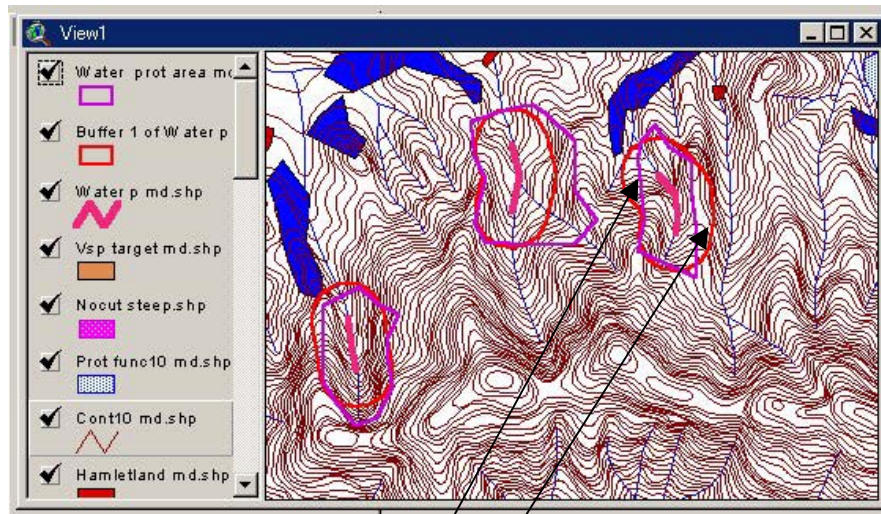 View1
Water prot area md
Buffer 1 of Water p
Water p md.shp
Vsp target md.shp
Nocut steep.shp
Prot func10 md.shp
Cont10 md.shp
Hamletland md.shp